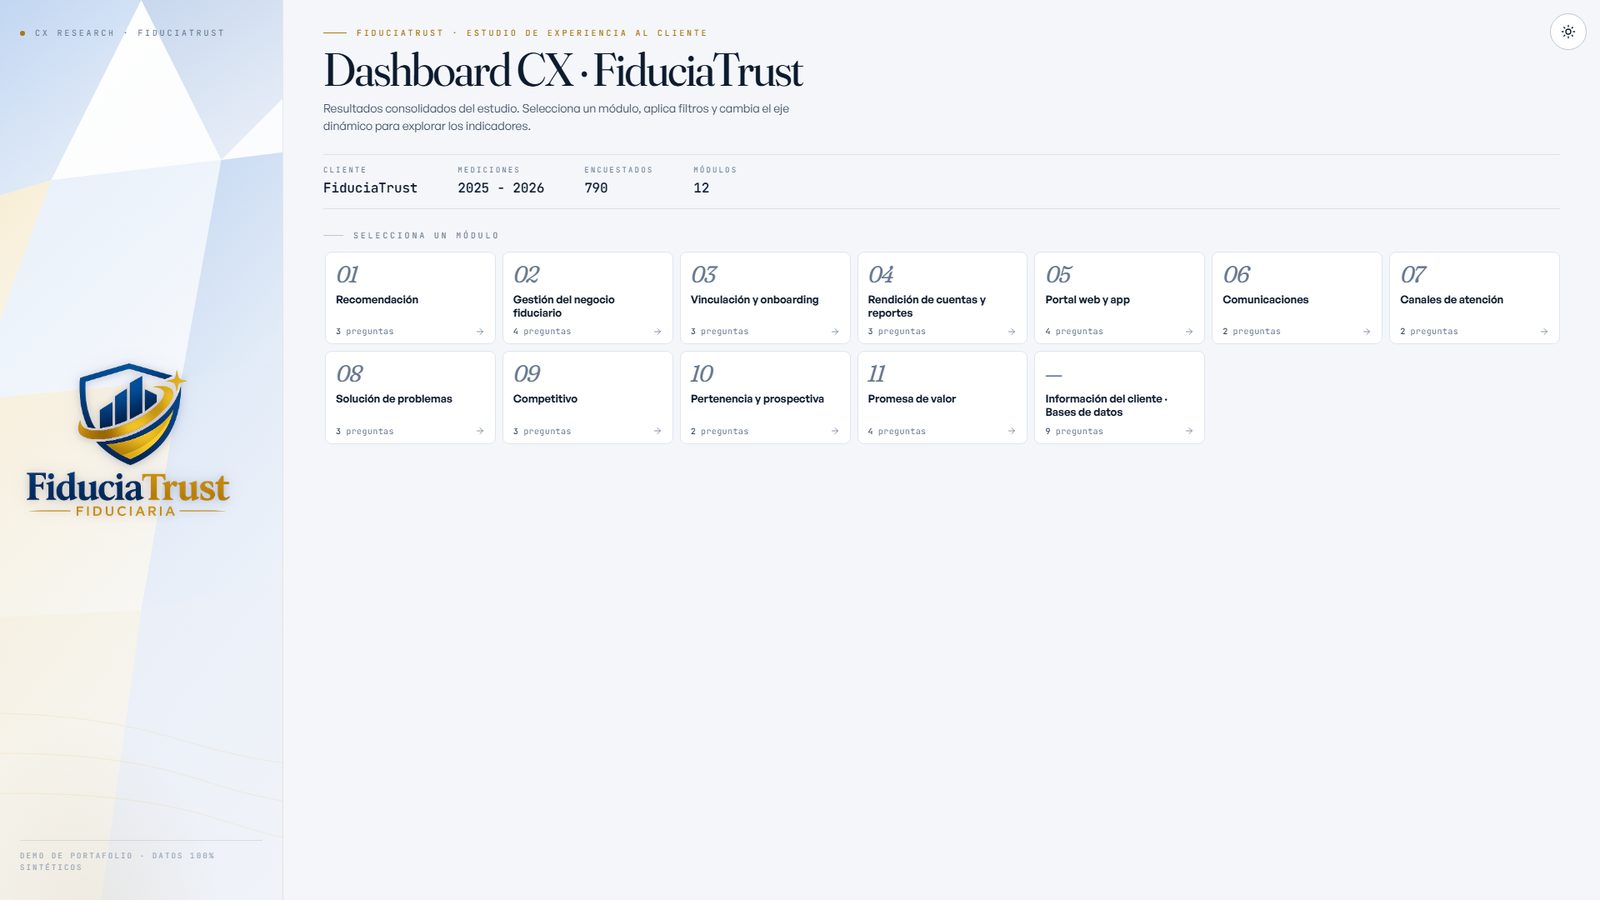 CX RESEARCH · FIDUCIATRUST
FiduciaTrust
FIDUCIARIA
DEMO DE PORTAFOLIO · DATOS 100%
SINTÉTICOS
FIDUCIATRUST · ESTUDIO DE EXPERIENCIA AL CLIENTE
Dashboard CX · FiduciaTrust
Resultados consolidados del estudio. Selecciona un módulo, aplica filtros y cambia el eje
dinámico para explorar los indicadores.
CLIENTE
FiduciaTrust
MEDICIONES
2025 - 2026
ENCUESTADOS
790
MÓDULOS
12
SELECCIONA UN MÓDULO
01
Recomendación
3 preguntas →
02
Gestión del negocio
fiduciario
4 preguntas →
03
Vinculación y onboarding
3 preguntas →
04
Rendición de cuentas y
reportes
3 preguntas →
05
Portal web y app
4 preguntas →
06
Comunicaciones
2 preguntas →
07
Canales de atención
2 preguntas →
08
Solución de problemas
3 preguntas →
09
Competitivo
3 preguntas →
10
Pertenencia y prospectiva
2 preguntas →
11
Promesa de valor
4 preguntas →
—
Información del cliente ·
Bases de datos
9 preguntas →